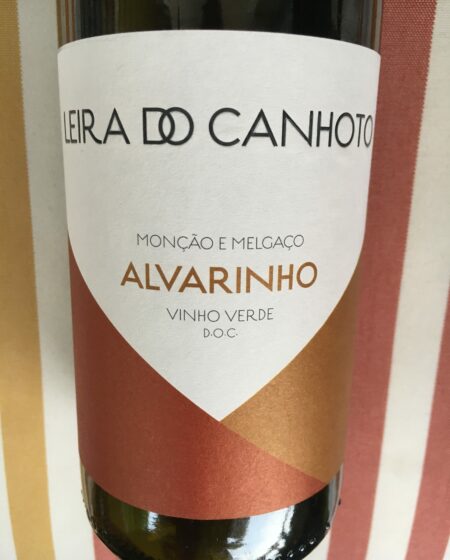 LEIRA DO CANHOTO
MONÇÃO E MELGAÇO
ALVARINHO
VINHO VERDE
D.O.C.